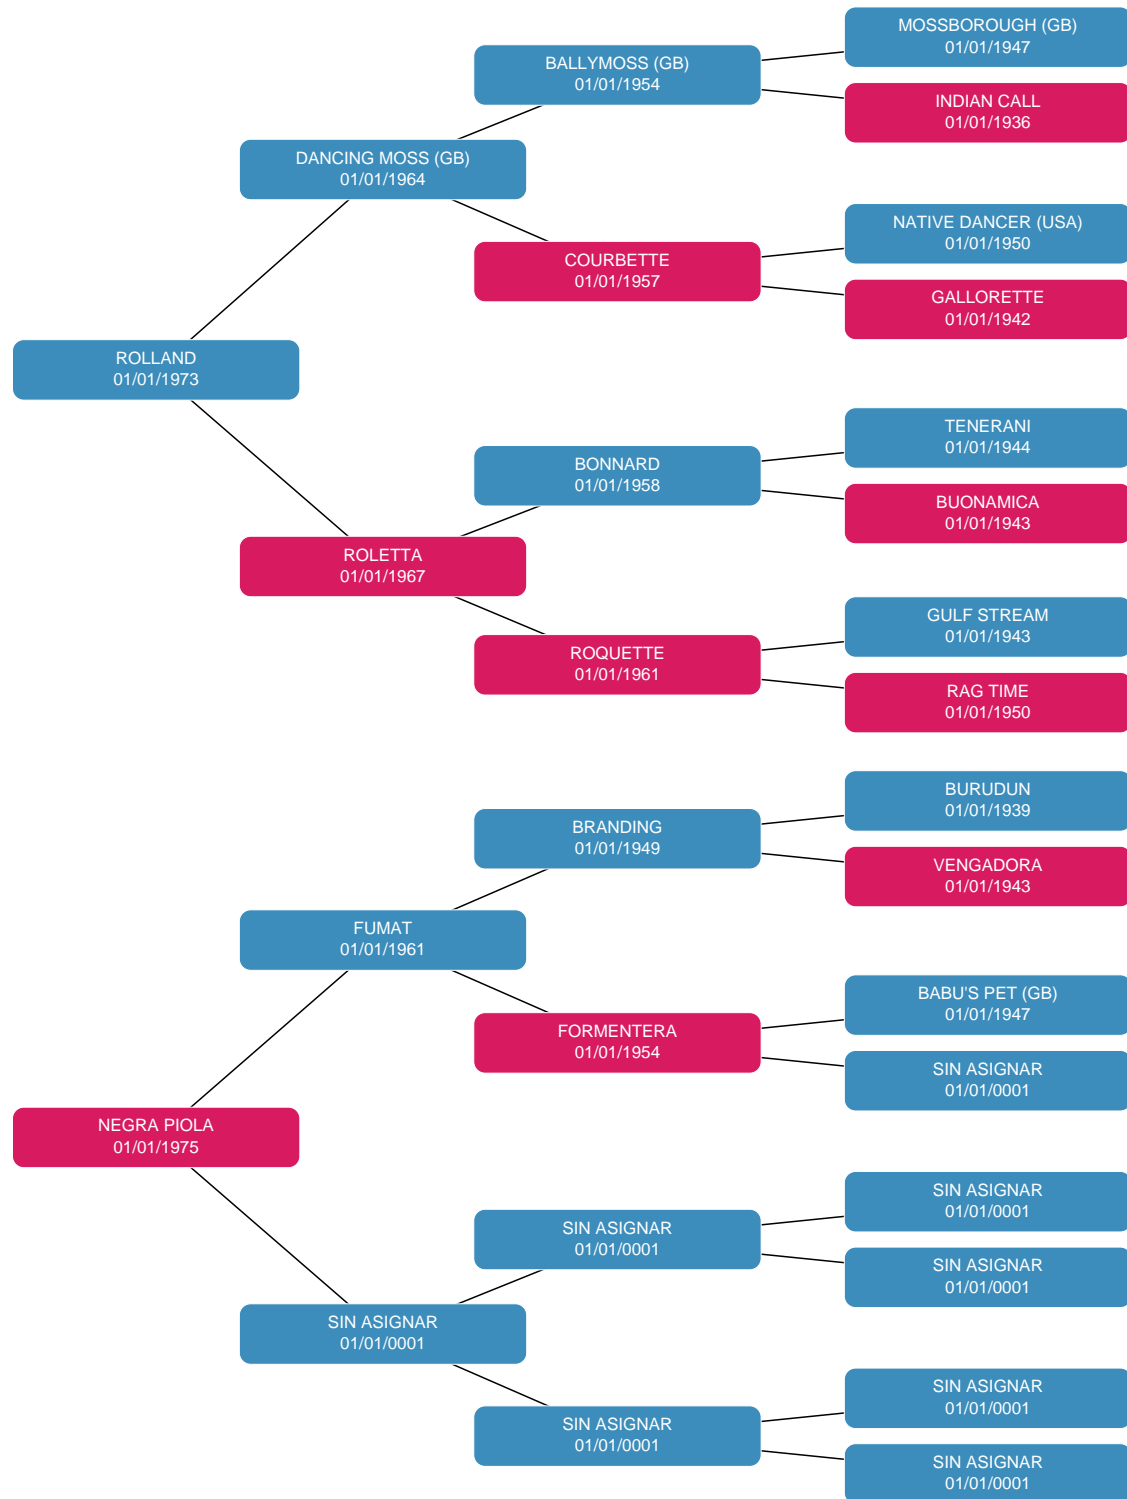 MOSSBOROUGH (GB)
01/01/1947
BALLYMOSS (GB)
01/01/1954
INDIAN CALL
01/01/1936
DANCING MOSS (GB)
01/01/1964
NATIVE DANCER (USA)
01/01/1950
COURBETTE
01/01/1957
GALLORETTE
01/01/1942
ROLLAND
01/01/1973
TENERANI
01/01/1944
BONNARD
01/01/1958
BUONAMICA
01/01/1943
ROLETTA
01/01/1967
GULF STREAM
01/01/1943
ROQUETTE
01/01/1961
RAG TIME
01/01/1950
BURUDUN
01/01/1939
BRANDING
01/01/1949
VENGADORA
01/01/1943
FUMAT
01/01/1961
BABU'S PET (GB)
01/01/1947
FORMENTERA
01/01/1954
SIN ASIGNAR
01/01/0001
NEGRA PIOLA
01/01/1975
SIN ASIGNAR
01/01/0001
SIN ASIGNAR
01/01/0001
SIN ASIGNAR
01/01/0001
SIN ASIGNAR
01/01/0001
SIN ASIGNAR
01/01/0001
SIN ASIGNAR
01/01/0001
SIN ASIGNAR
01/01/0001